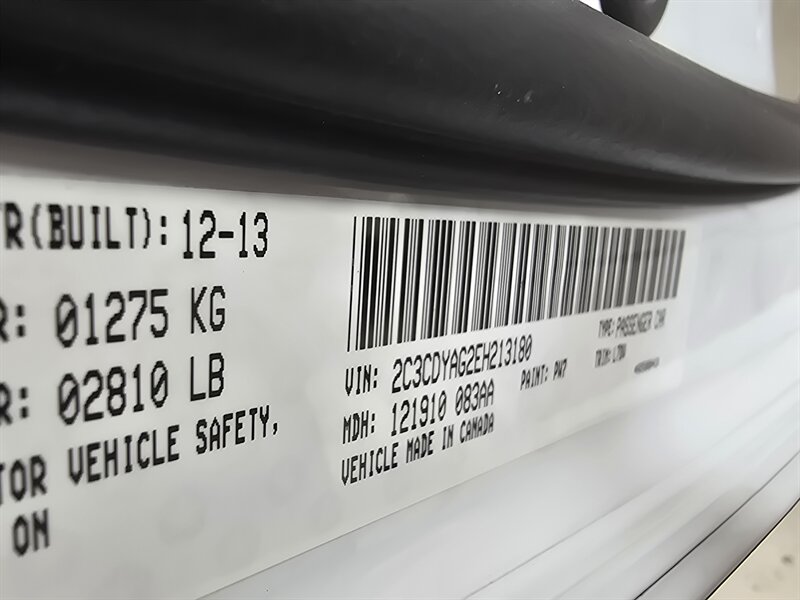 R(BUILT): 12-13
R: 01275 KG
R: 02810 LB
TOR VEHICLE SAFETY,
ON
VIN: 2C3CDYAG2EH213180
TYPE: PASSENGER CAR
MDH: 121910 083AA
PAINT: PW7
VEHICLE MADE IN CANADA